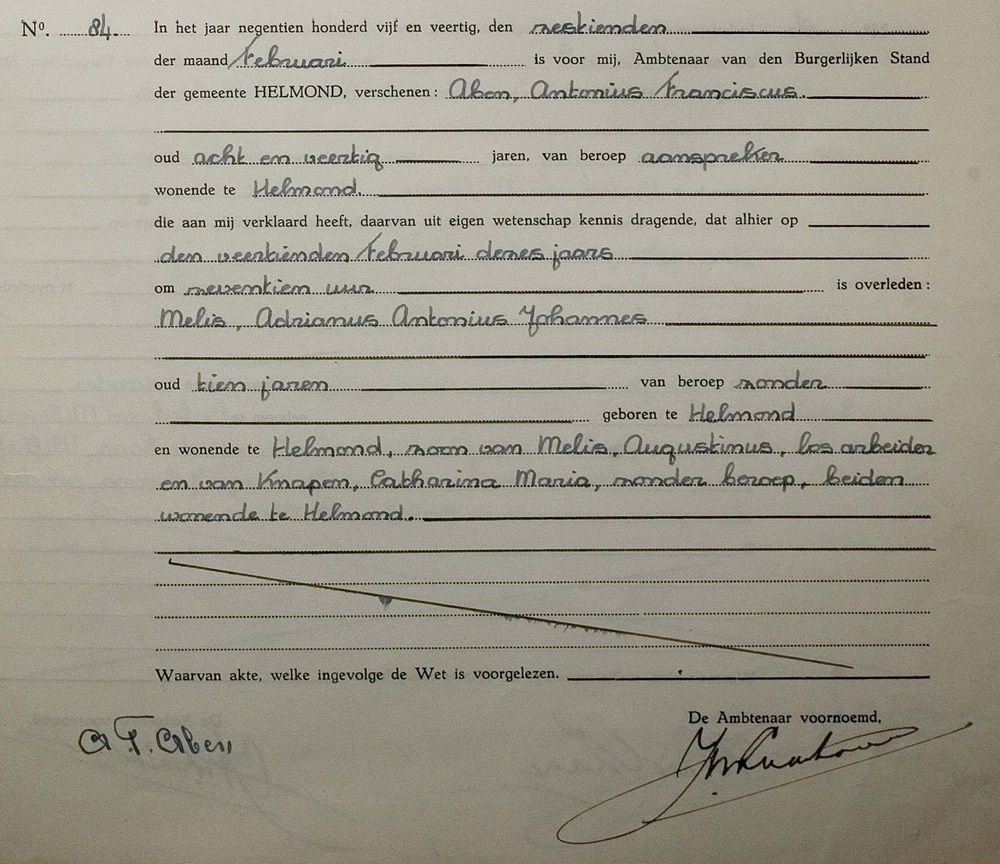 Nº. 84. In het jaar negentien honderd vijf en veertig, den zestienden
der maand februari is voor mij, Ambtenaar van den Burgerlijken Stand
der gemeente HELMOND, verschenen: Aben, Antonius Franciscus.
oud acht en veertig jaren, van beroep aanspreker
wonende te Helmond.
die aan mij verklaard heeft, daarvan uit eigen wetenschap kennis dragende, dat alhier op
den veertienden februari dezes jaars
om zeventien uur is overleden:
Melis, Adrianus Antonius Johannes
oud tien jaren van beroep zonder
geboren te Helmond
en wonende te Helmond, zoon van Melis, Augustinus, los arbeider
en van Knapen, Catharina Maria, zonder beroep, beiden
wonende te Helmond.
Waarvan akte, welke ingevolge de Wet is voorgelezen.
De Ambtenaar voornoemd,
A F. Aben